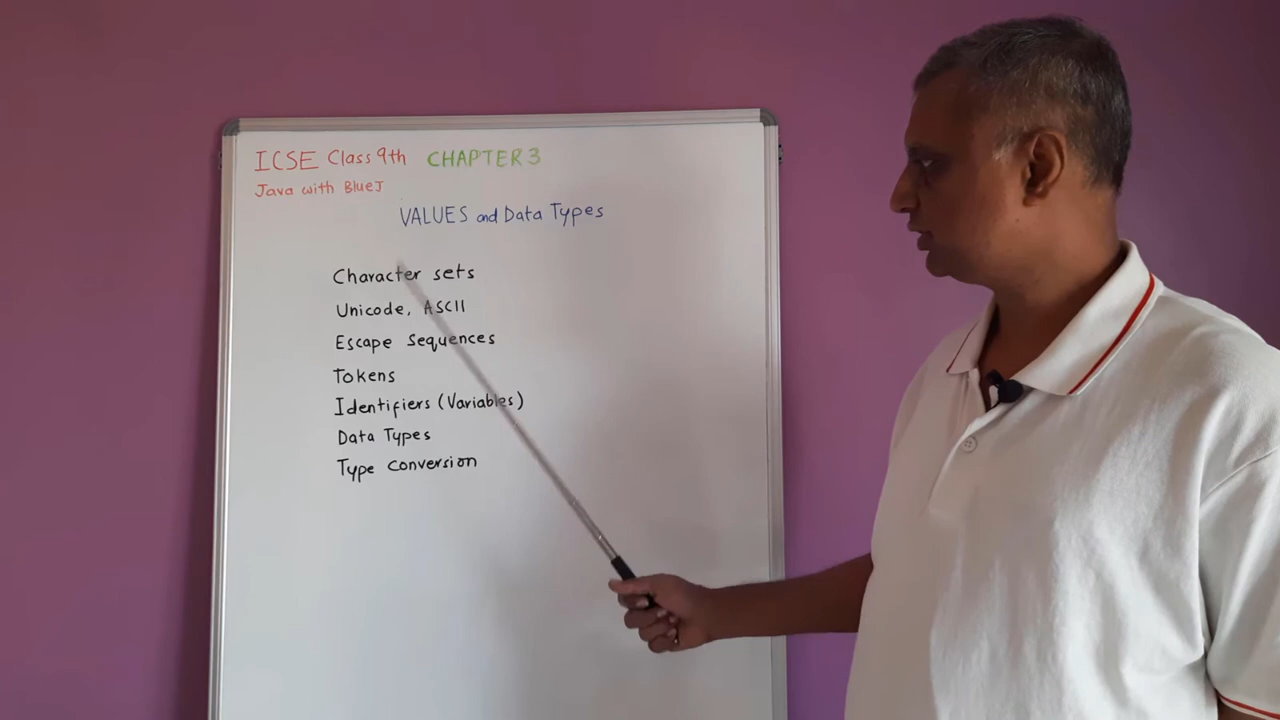 ICSE Class 9th CHAPTER 3
Java with BlueJ
VALUES and Data Types
Character sets
Unicode, ASCII
Escape Sequences
Tokens
Identifiers (Variables)
Data Types
Type Conversion